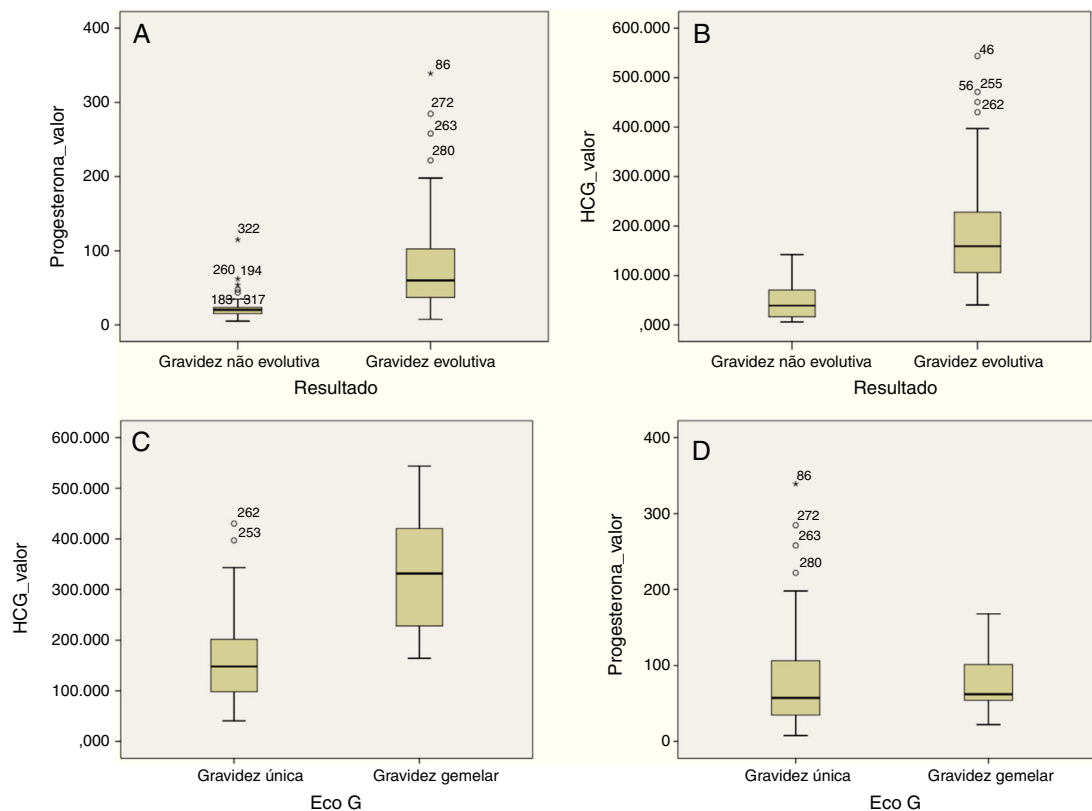 A
Progesterona_valor
400
300
200
100
0
86
272
263
280
322
260 194
183 317
Gravidez não evolutiva Gravidez evolutiva
Resultado
B
HCG_valor
600.000
500.000
400.000
300.000
200.000
100.000
,000
46
56 255
262
Gravidez não evolutiva Gravidez evolutiva
Resultado
C
HCG_valor
600.000
500.000
400.000
300.000
200.000
100.000
,000
262
253
Gravidez única Gravidez gemelar
Eco G
D
Progesterona_valor
400
300
200
100
0
86
272
263
280
Gravidez única Gravidez gemelar
Eco G